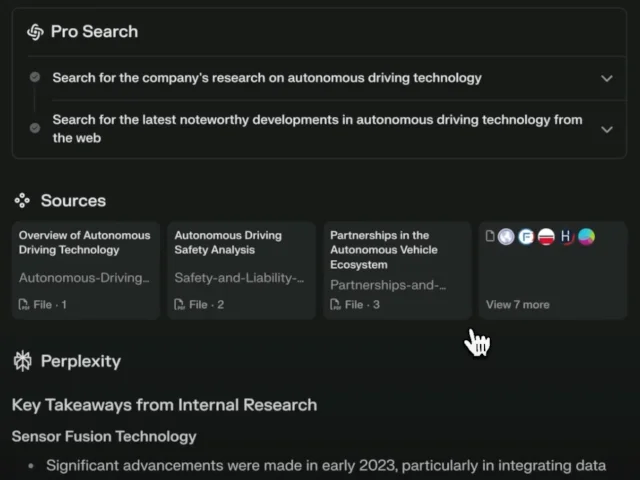 Pro Search
Search for the company's research on autonomous driving technology
Search for the latest noteworthy developments in autonomous driving technology from
the web
Sources
Overview of Autonomous
Driving Technology
Autonomous-Driving...
File · 1
Autonomous Driving
Safety Analysis
Safety-and-Liability-...
File · 2
Partnerships in the
Autonomous Vehicle
Ecosystem
Partnerships-and-...
File · 3
F
H
View 7 more
Perplexity
Key Takeaways from Internal Research
Sensor Fusion Technology
• Significant advancements were made in early 2023, particularly in integrating data